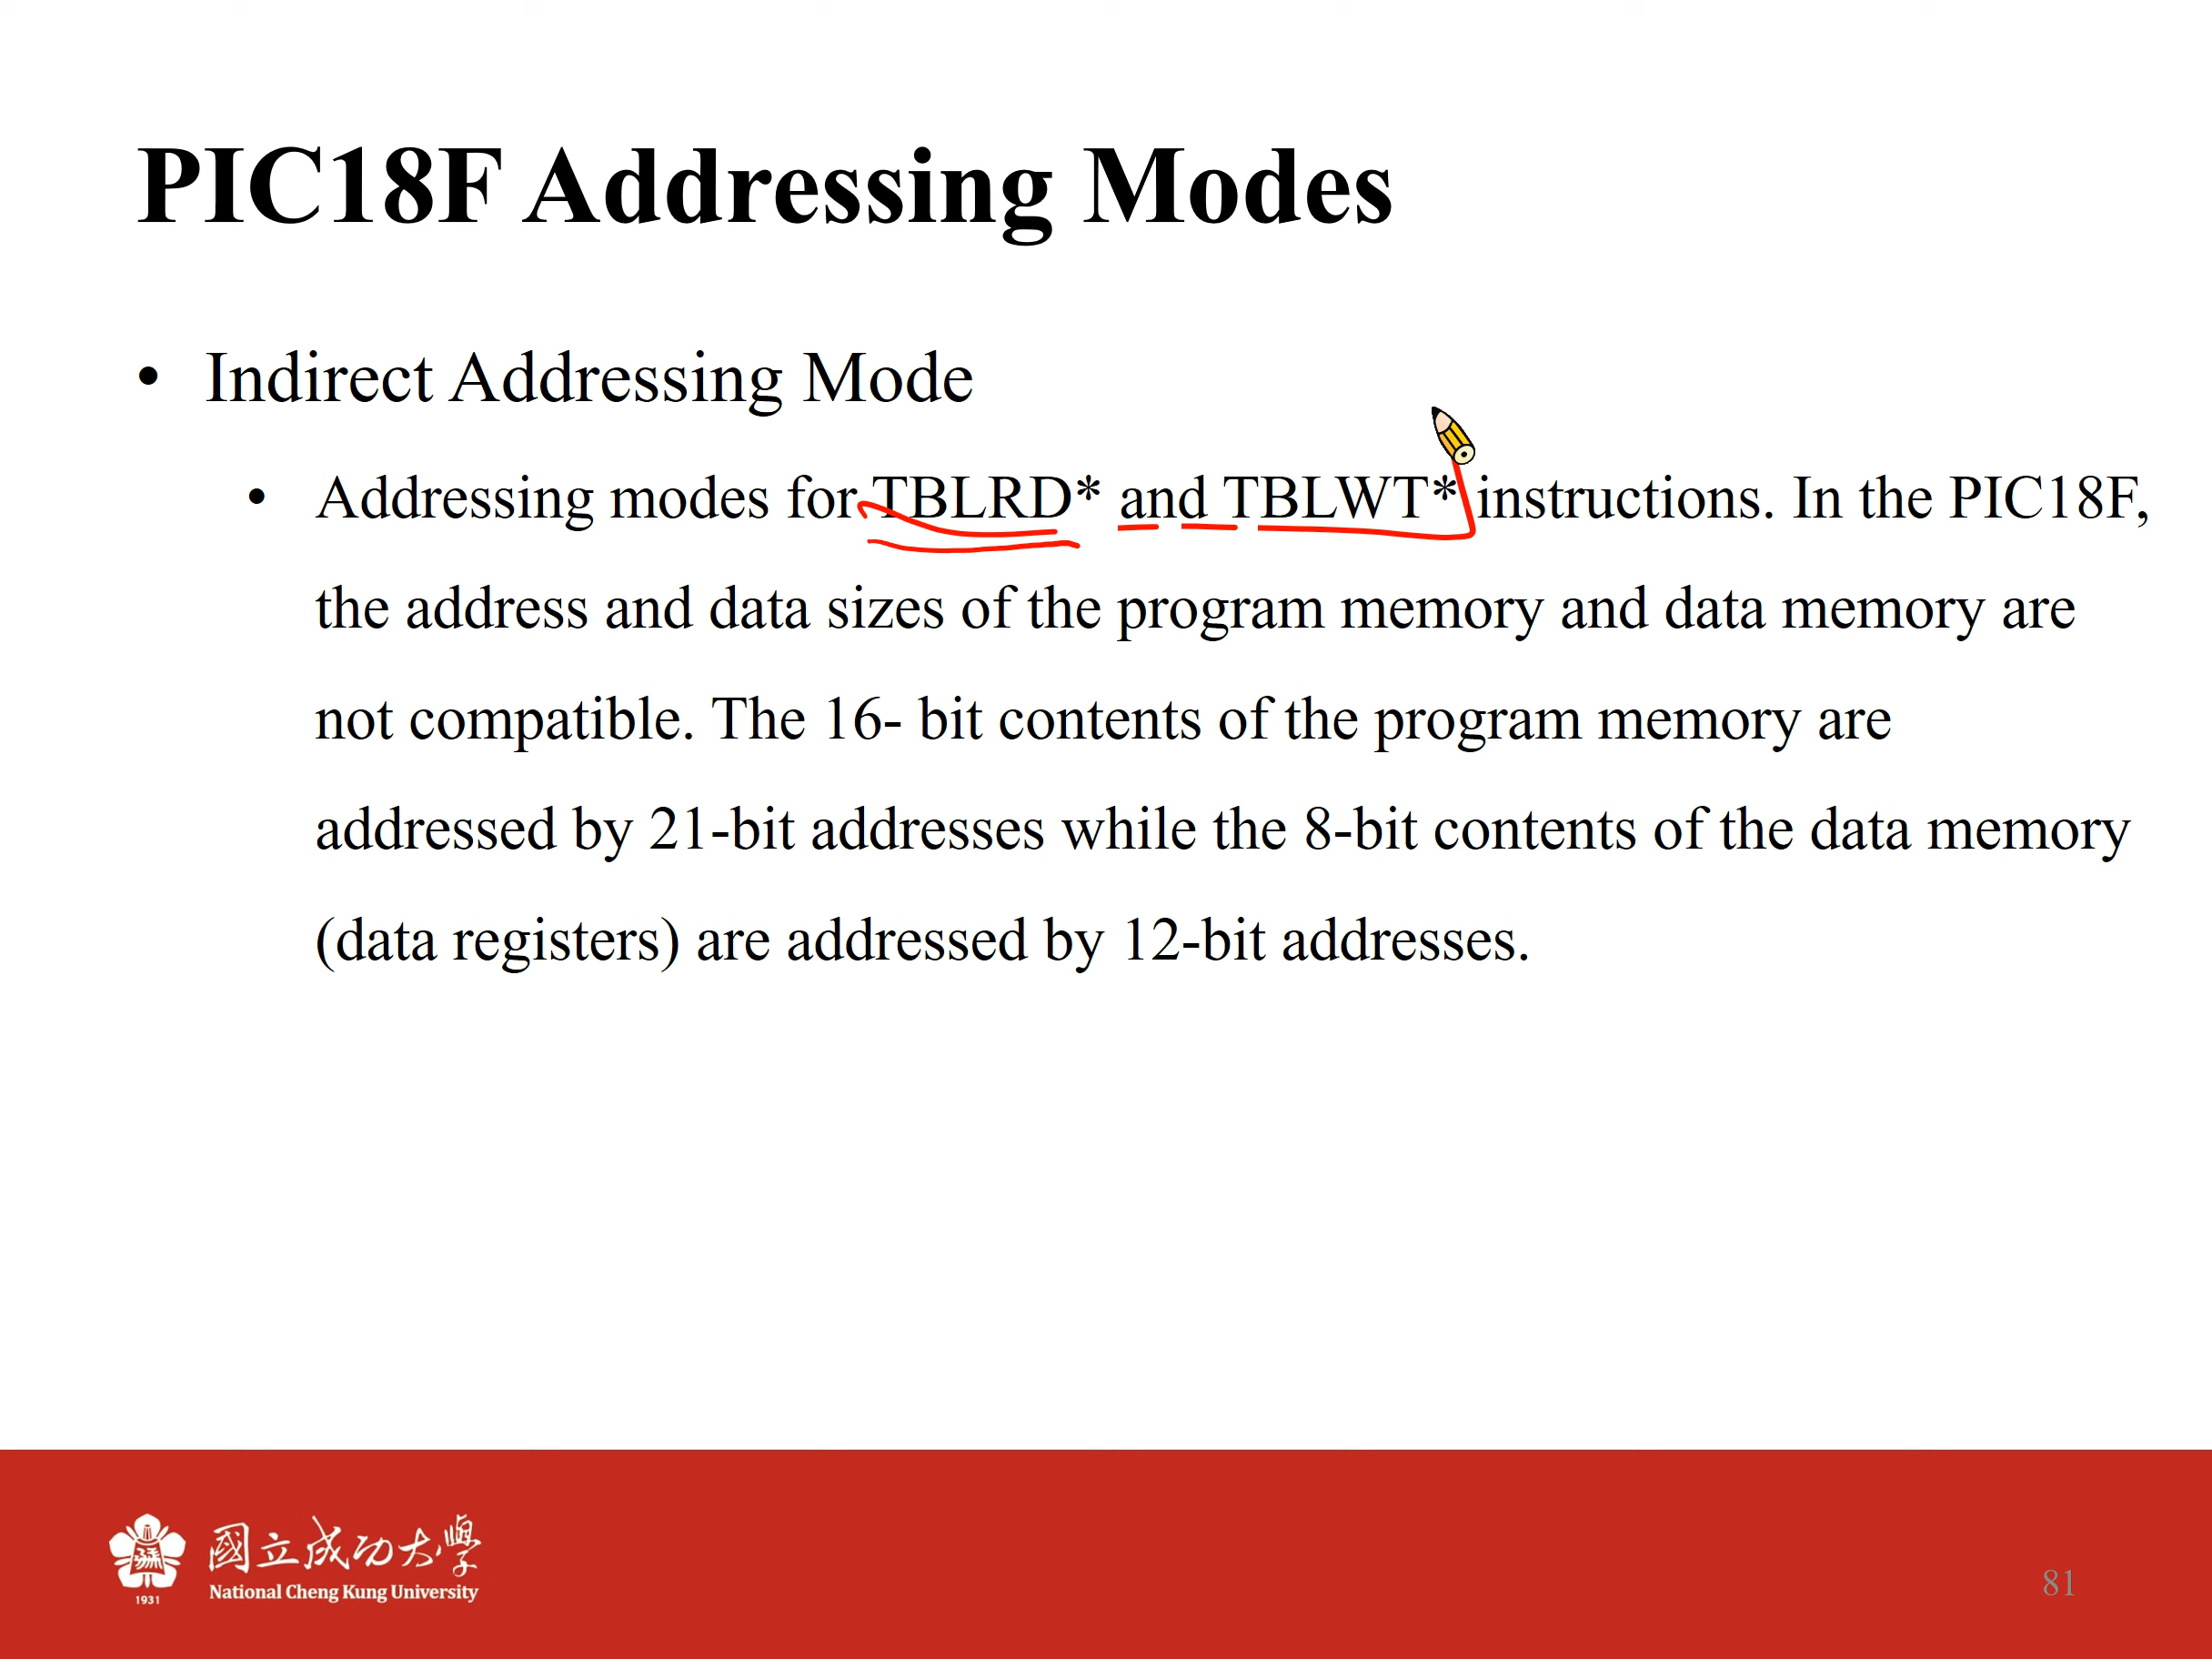 PIC18F Addressing Modes
• Indirect Addressing Mode
• Addressing modes for TBLRD* and TBLWT* instructions. In the PIC18F,
the address and data sizes of the program memory and data memory are
not compatible. The 16- bit contents of the program memory are
addressed by 21-bit addresses while the 8-bit contents of the data memory
(data registers) are addressed by 12-bit addresses.
國立成功大學
National Cheng Kung University
1931
81